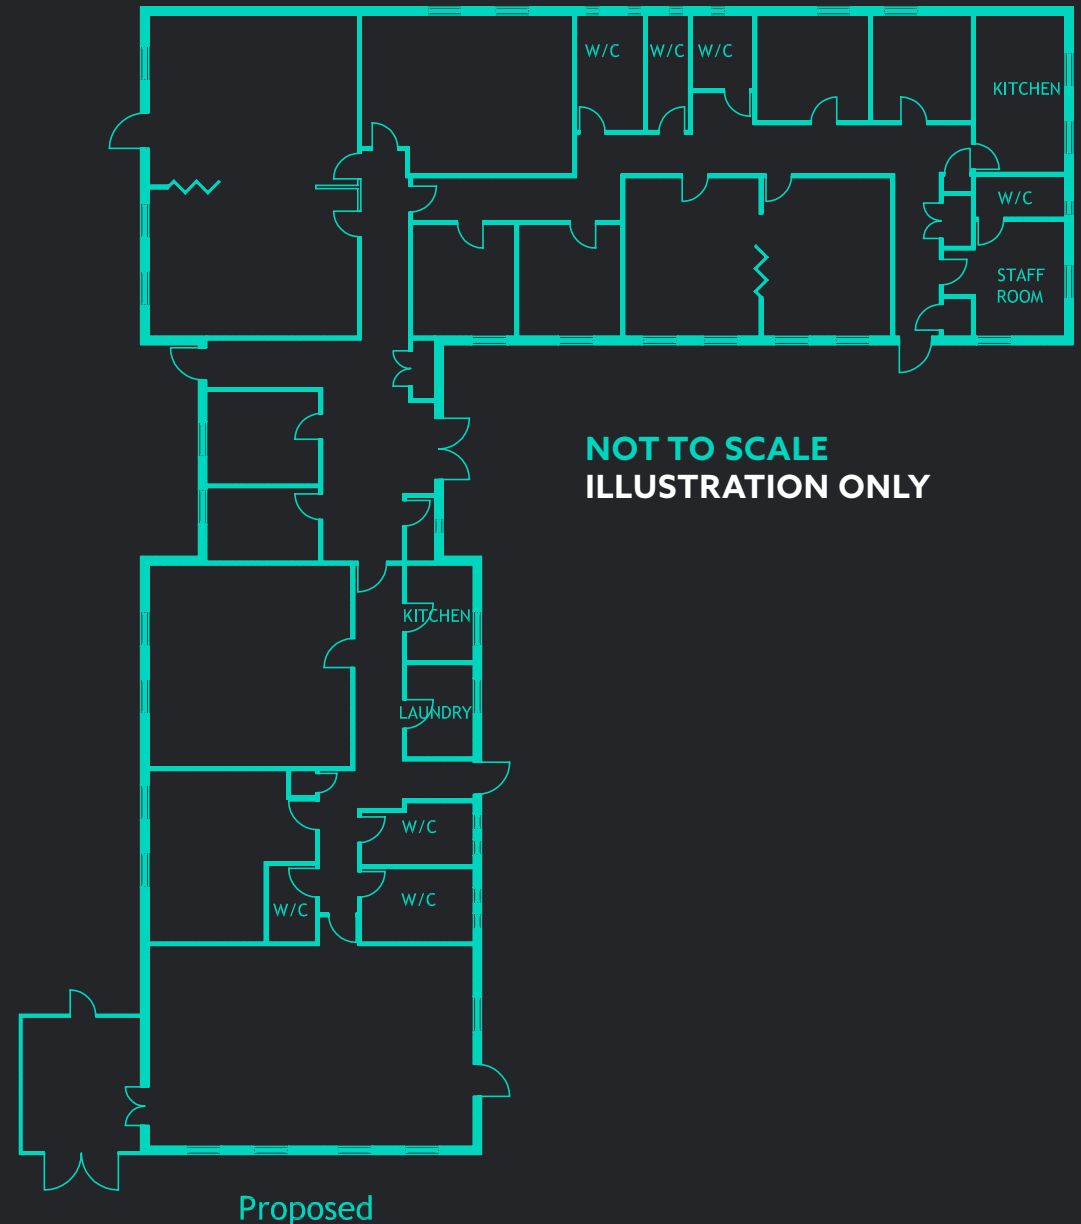 W/C
W/C
W/C
KITCHEN
W/C
STAFF
ROOM
NOT TO SCALE
ILLUSTRATION ONLY
KITCHEN
LAUNDRY
W/C
W/C
W/C
Proposed